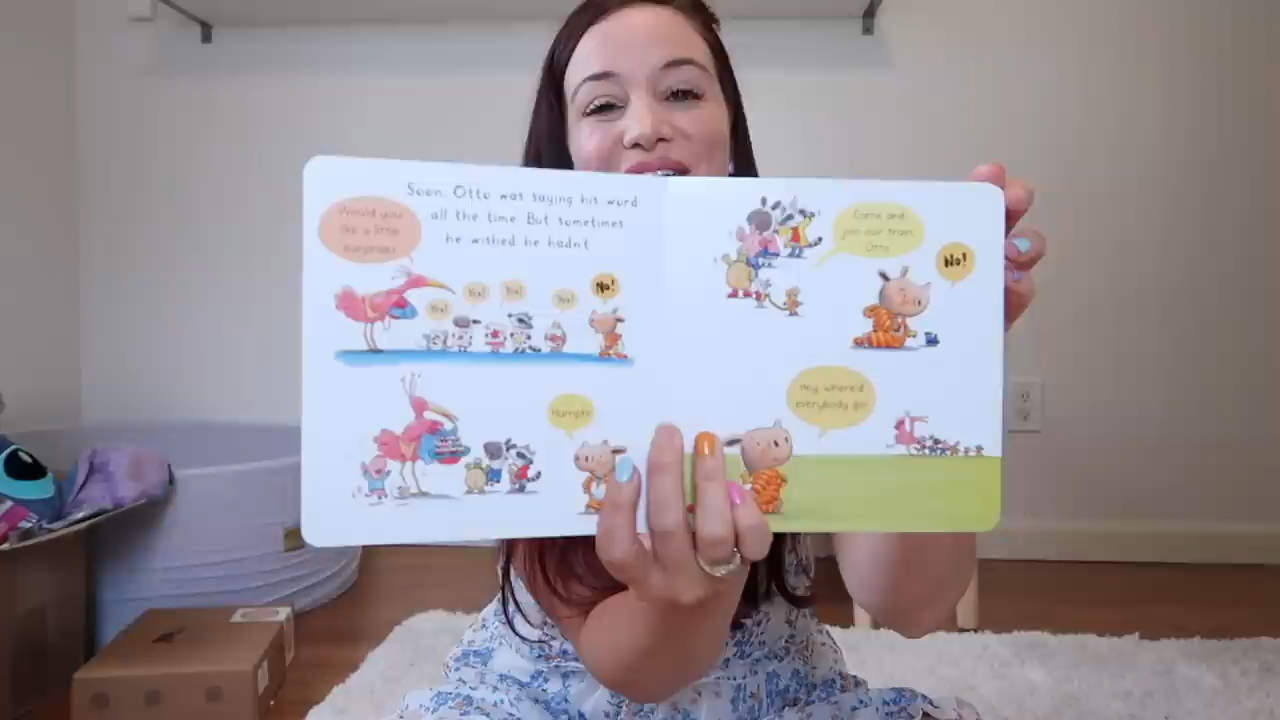 Soon, Otto was saying his word
all the time. But sometimes
he wished he hadn't
Would you
like a little
surprise?
Yes!
Yes!
Yes!
Yes!
No!
Humph!
Come and
join our train,
Otto
No!
Hey, where'd
everybody go?